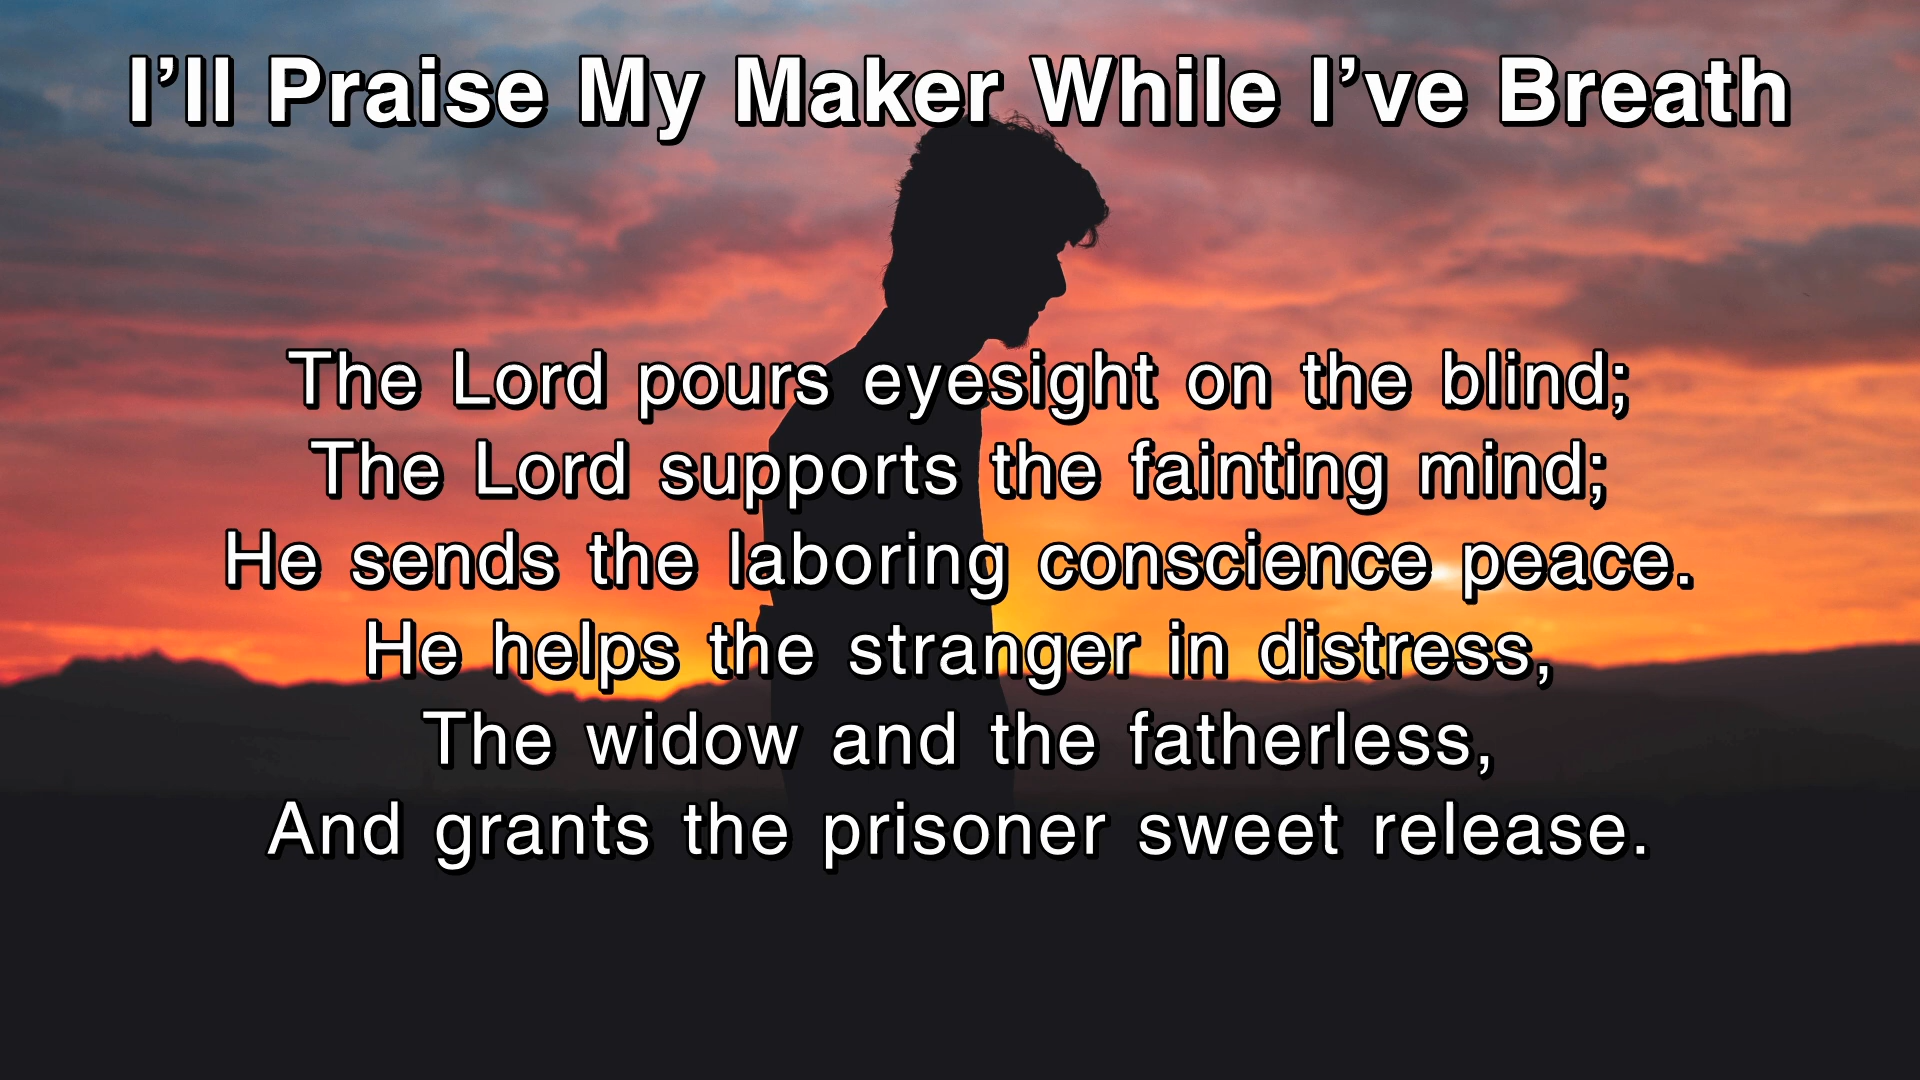 I’ll Praise My Maker While I’ve Breath
The Lord pours eyesight on the blind;
The Lord supports the fainting mind;
He sends the laboring conscience peace.
He helps the stranger in distress,
The widow and the fatherless,
And grants the prisoner sweet release.